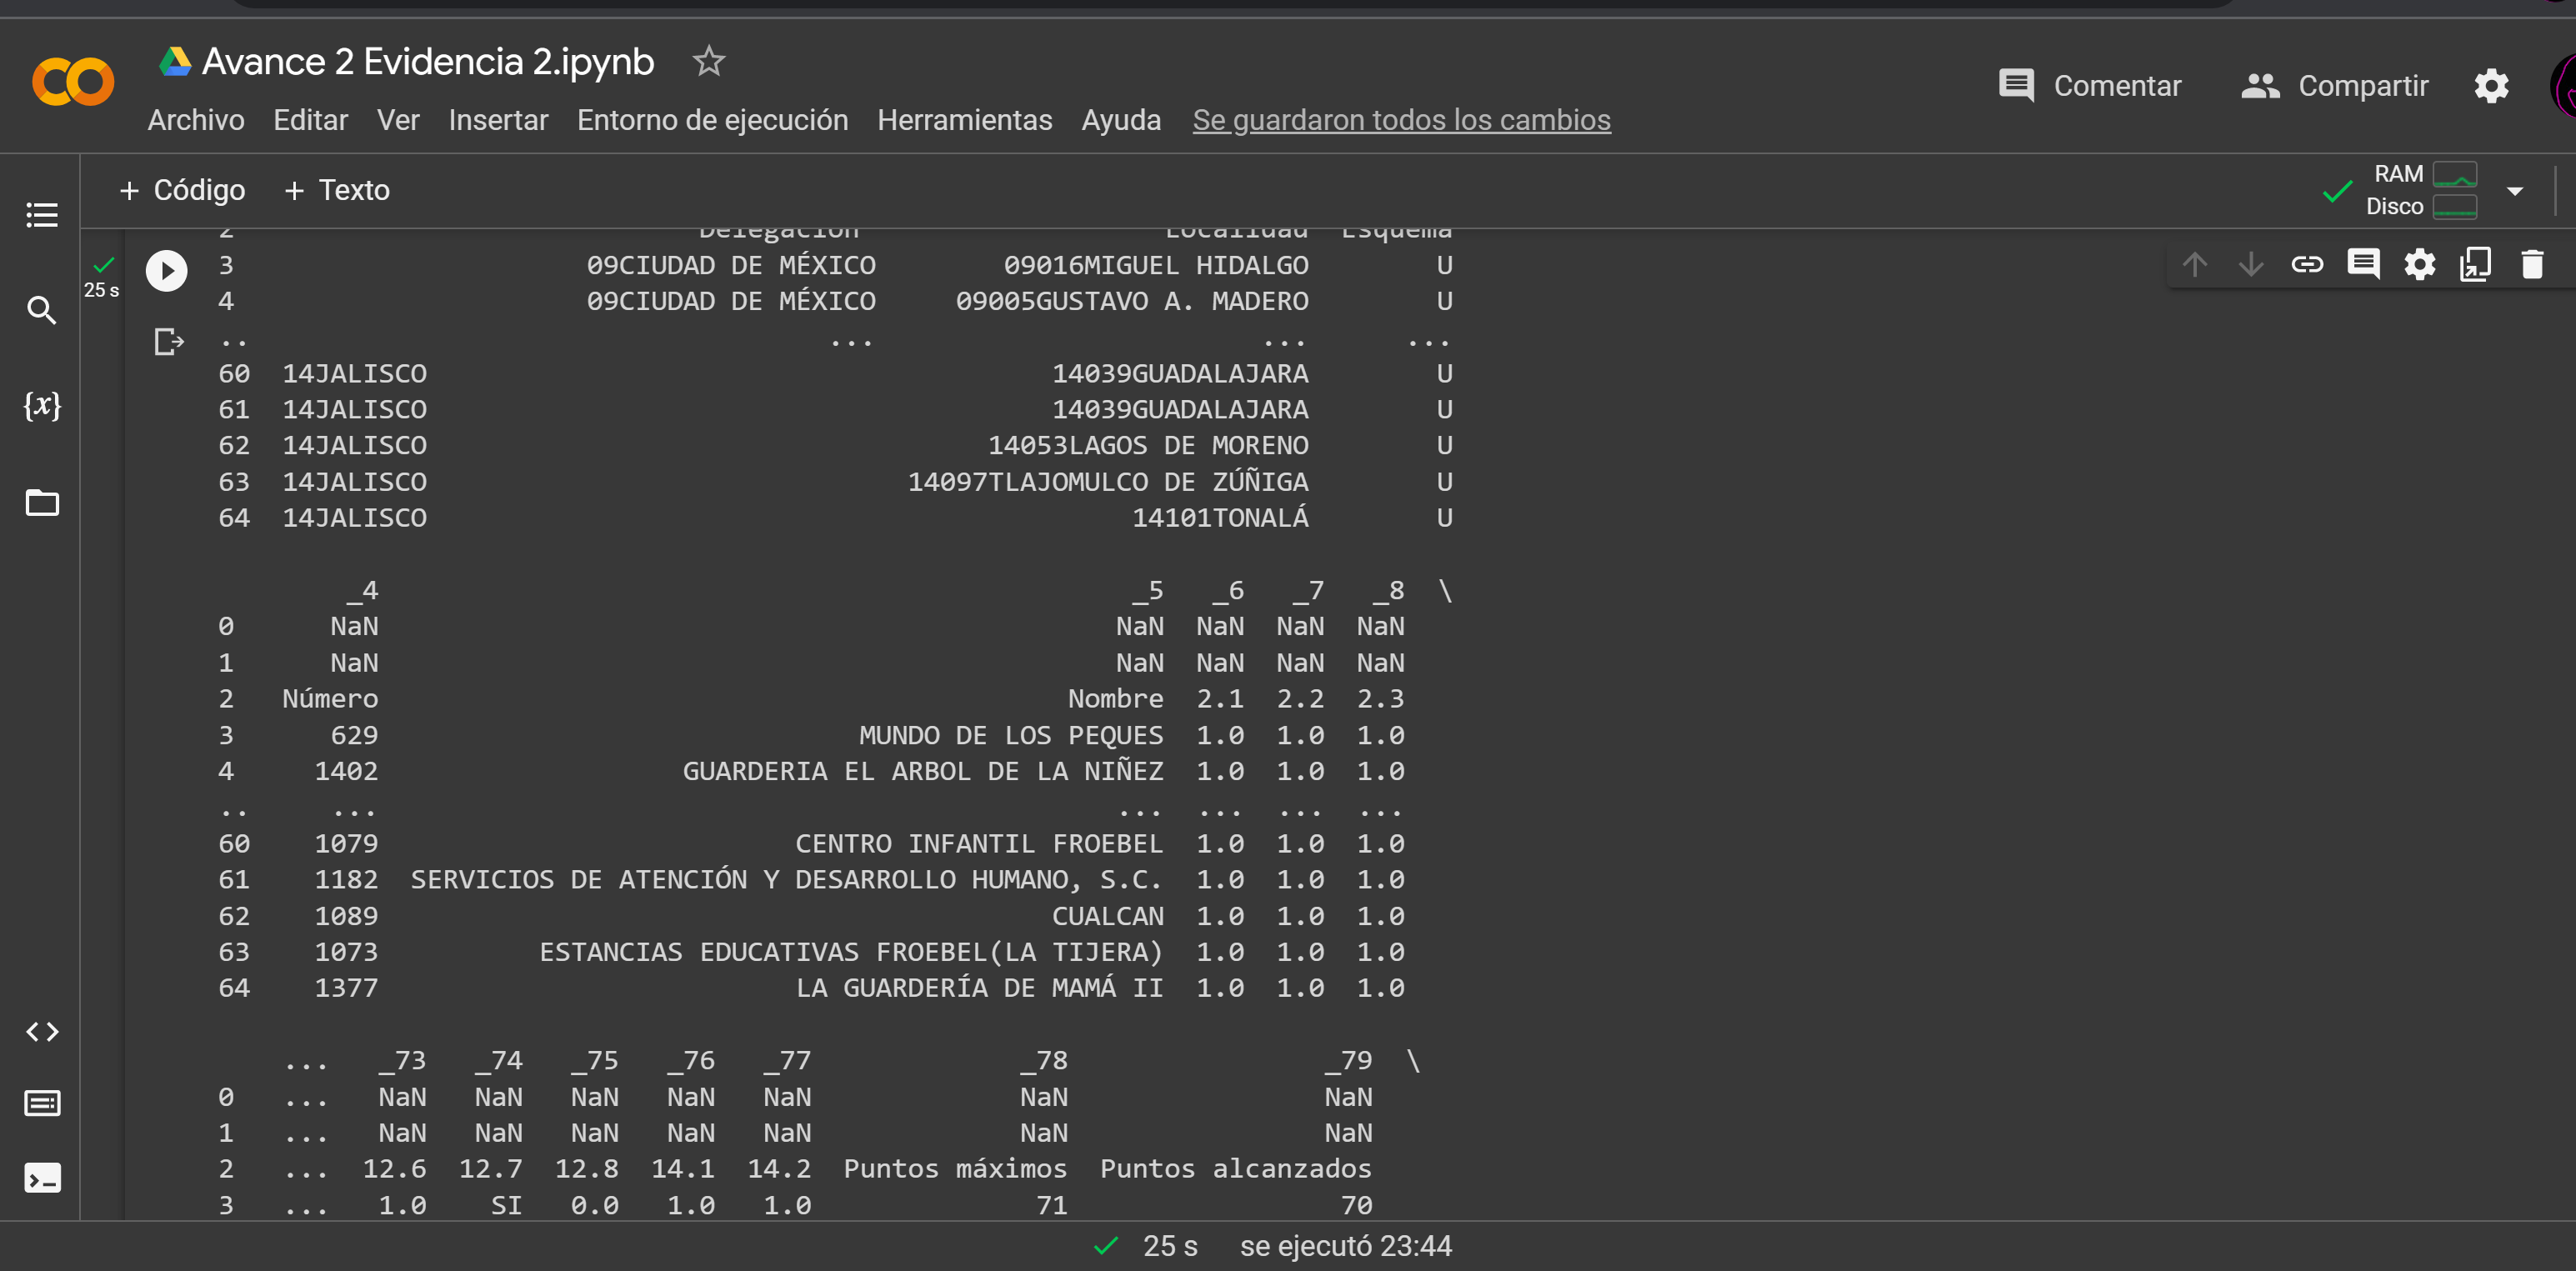 Avance 2 Evidencia 2.ipynb
Comentar
Compartir
Archivo Editar Ver Insertar Entorno de ejecución Herramientas Ayuda Se guardaron todos los cambios
+ Código + Texto
RAM
Disco
25 s
2 Delegación Localidad Esquema
3 09CIUDAD DE MÉXICO 09016MIGUEL HIDALGO U
4 09CIUDAD DE MÉXICO 09005GUSTAVO A. MADERO U
.. ... ... ...
60 14JALISCO 14039GUADALAJARA U
61 14JALISCO 14039GUADALAJARA U
62 14JALISCO 14053LAGOS DE MORENO U
63 14JALISCO 14097TLAJOMULCO DE ZÚÑIGA U
64 14JALISCO 14101TONALÁ U
_4 _5 _6 _7 _8 \
0 NaN NaN NaN NaN NaN
1 NaN NaN NaN NaN NaN
2 Número Nombre 2.1 2.2 2.3
3 629 MUNDO DE LOS PEQUES 1.0 1.0 1.0
4 1402 GUARDERIA EL ARBOL DE LA NIÑEZ 1.0 1.0 1.0
.. ... ... ... ... ...
60 1079 CENTRO INFANTIL FROEBEL 1.0 1.0 1.0
61 1182 SERVICIOS DE ATENCIÓN Y DESARROLLO HUMANO, S.C. 1.0 1.0 1.0
62 1089 CUALCAN 1.0 1.0 1.0
63 1073 ESTANCIAS EDUCATIVAS FROEBEL(LA TIJERA) 1.0 1.0 1.0
64 1377 LA GUARDERÍA DE MAMÁ II 1.0 1.0 1.0
... _73 _74 _75 _76 _77 _78 _79 \
0 ... NaN NaN NaN NaN NaN NaN NaN
1 ... NaN NaN NaN NaN NaN NaN NaN
2 ... 12.6 12.7 12.8 14.1 14.2 Puntos máximos Puntos alcanzados
3 ... 1.0 SI 0.0 1.0 1.0 71 70
25 s se ejecutó 23:44